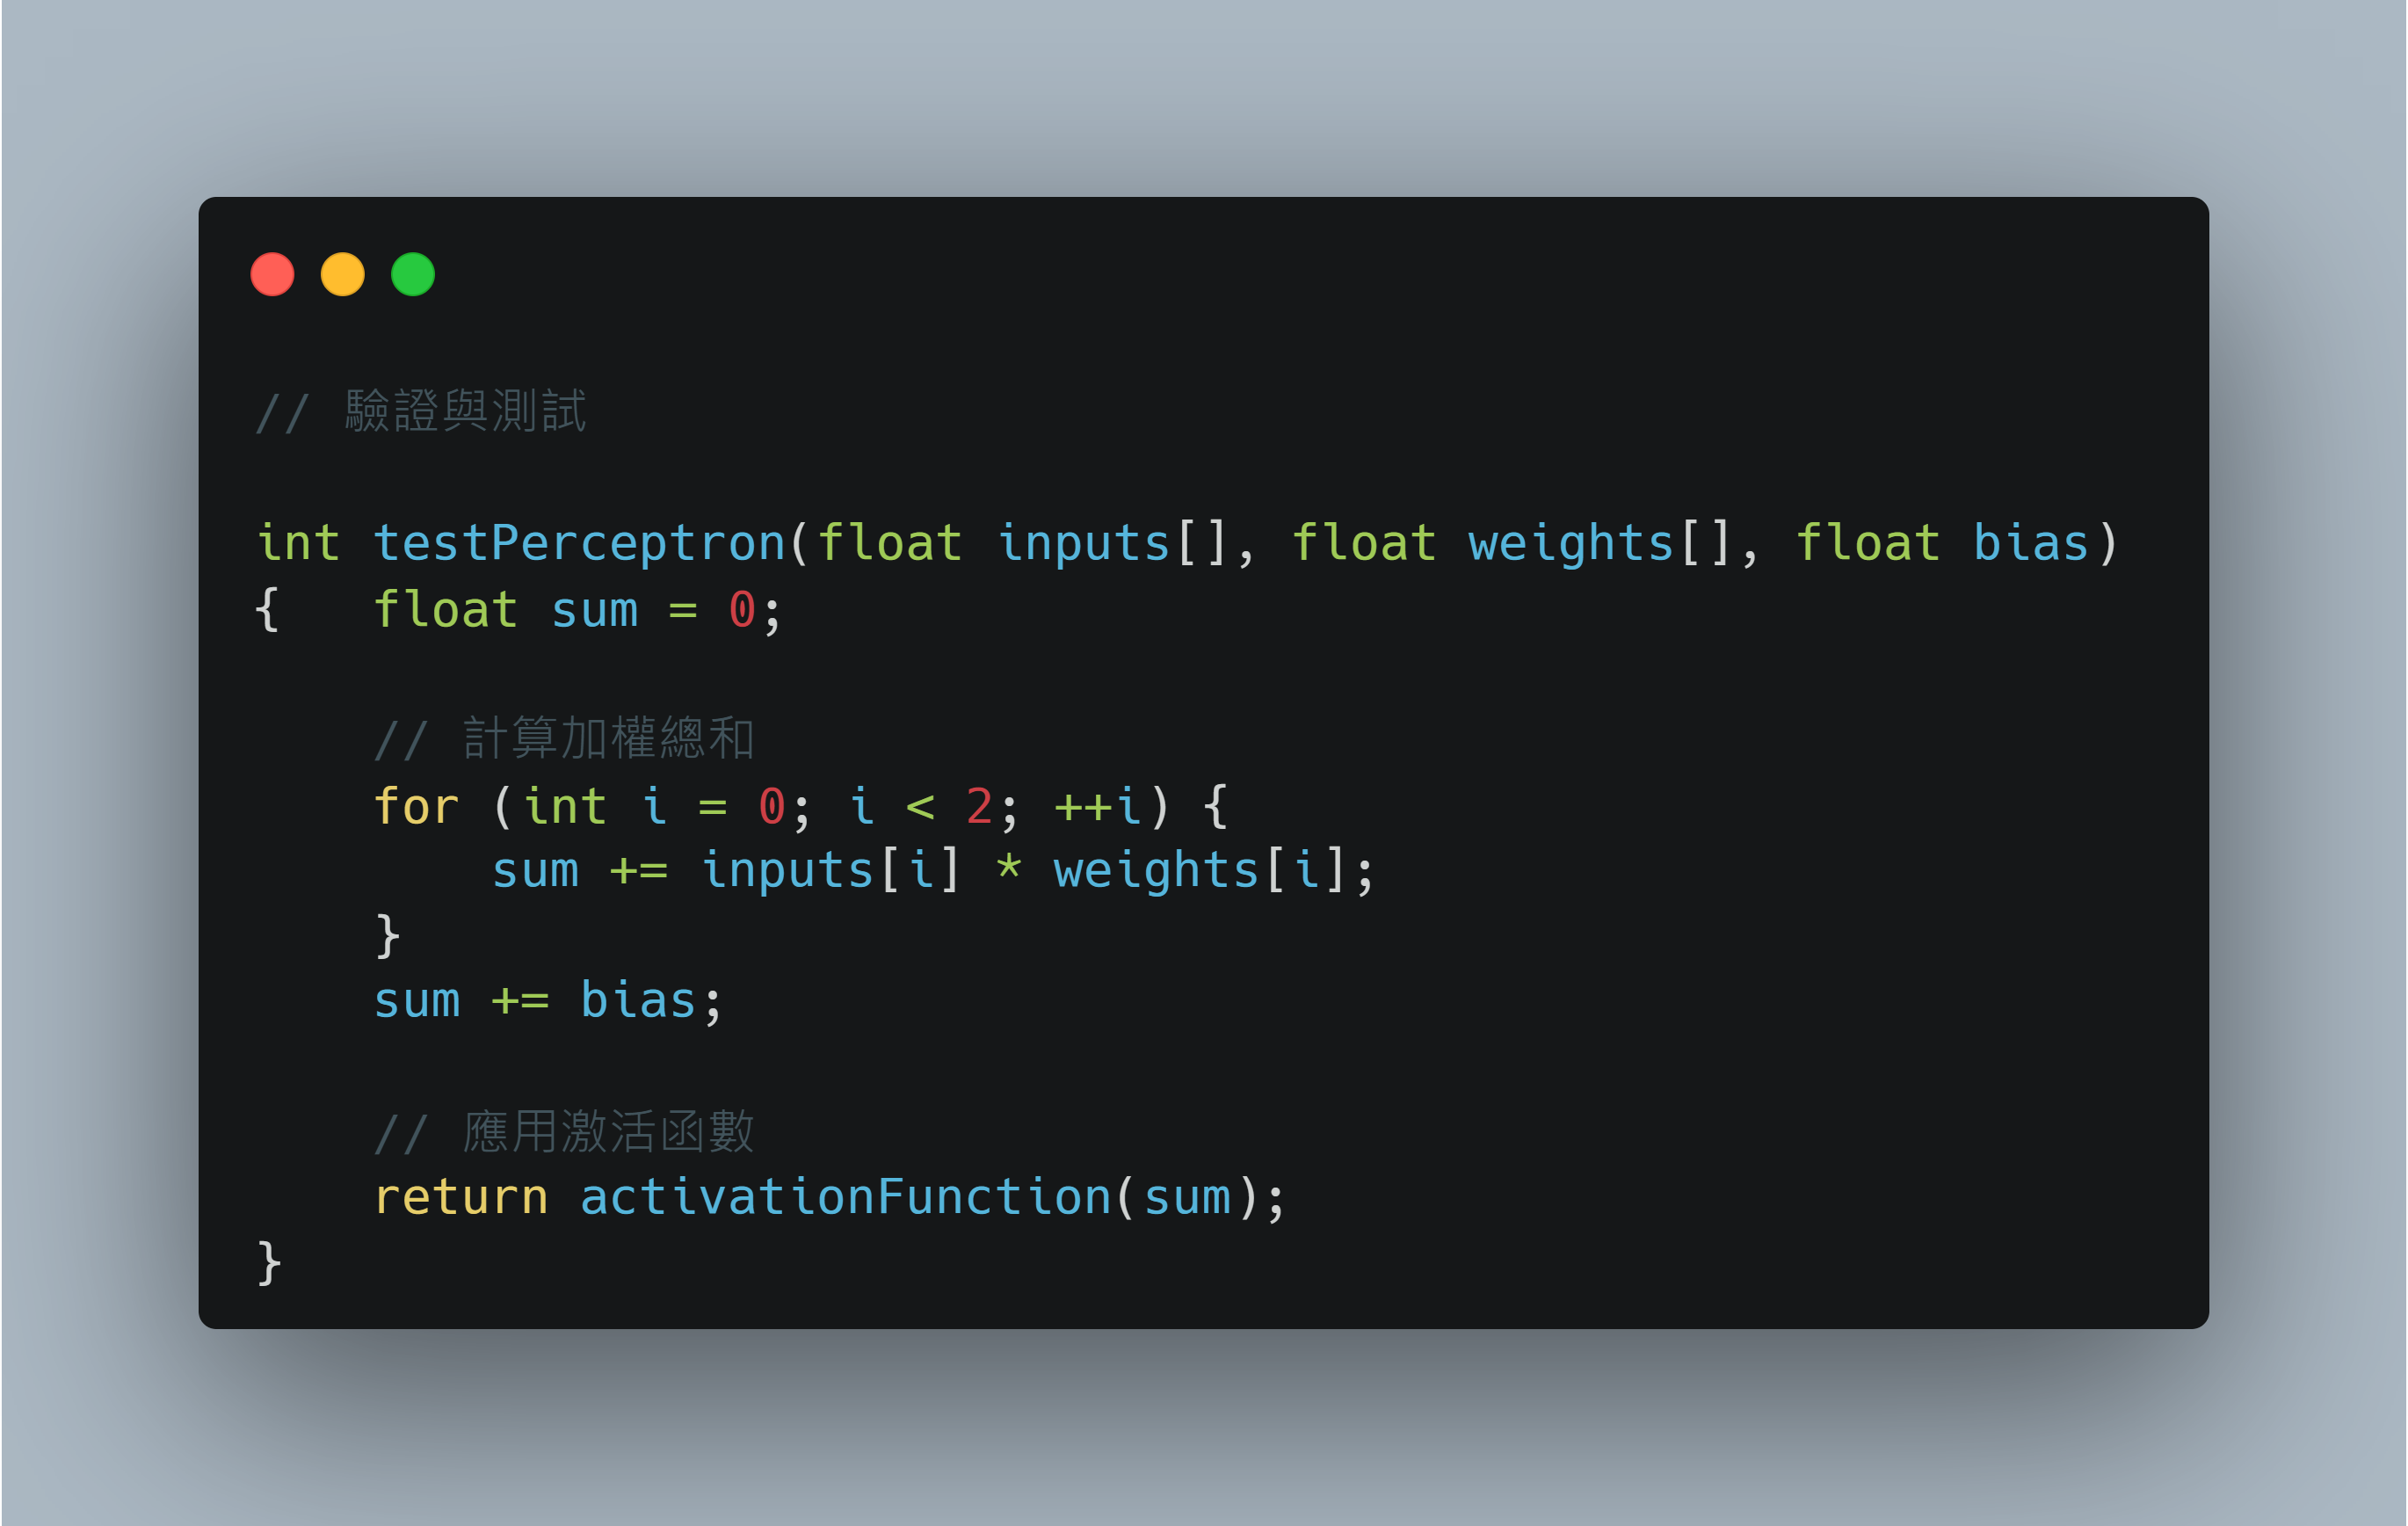 // 驗證與測試
int testPerceptron(float inputs[], float weights[], float bias)
{   float sum = 0;
    // 計算加權總和
    for (int i = 0; i < 2; ++i) {
        sum += inputs[i] * weights[i];
    }
    sum += bias;
    // 應用激活函數
    return activationFunction(sum);
}